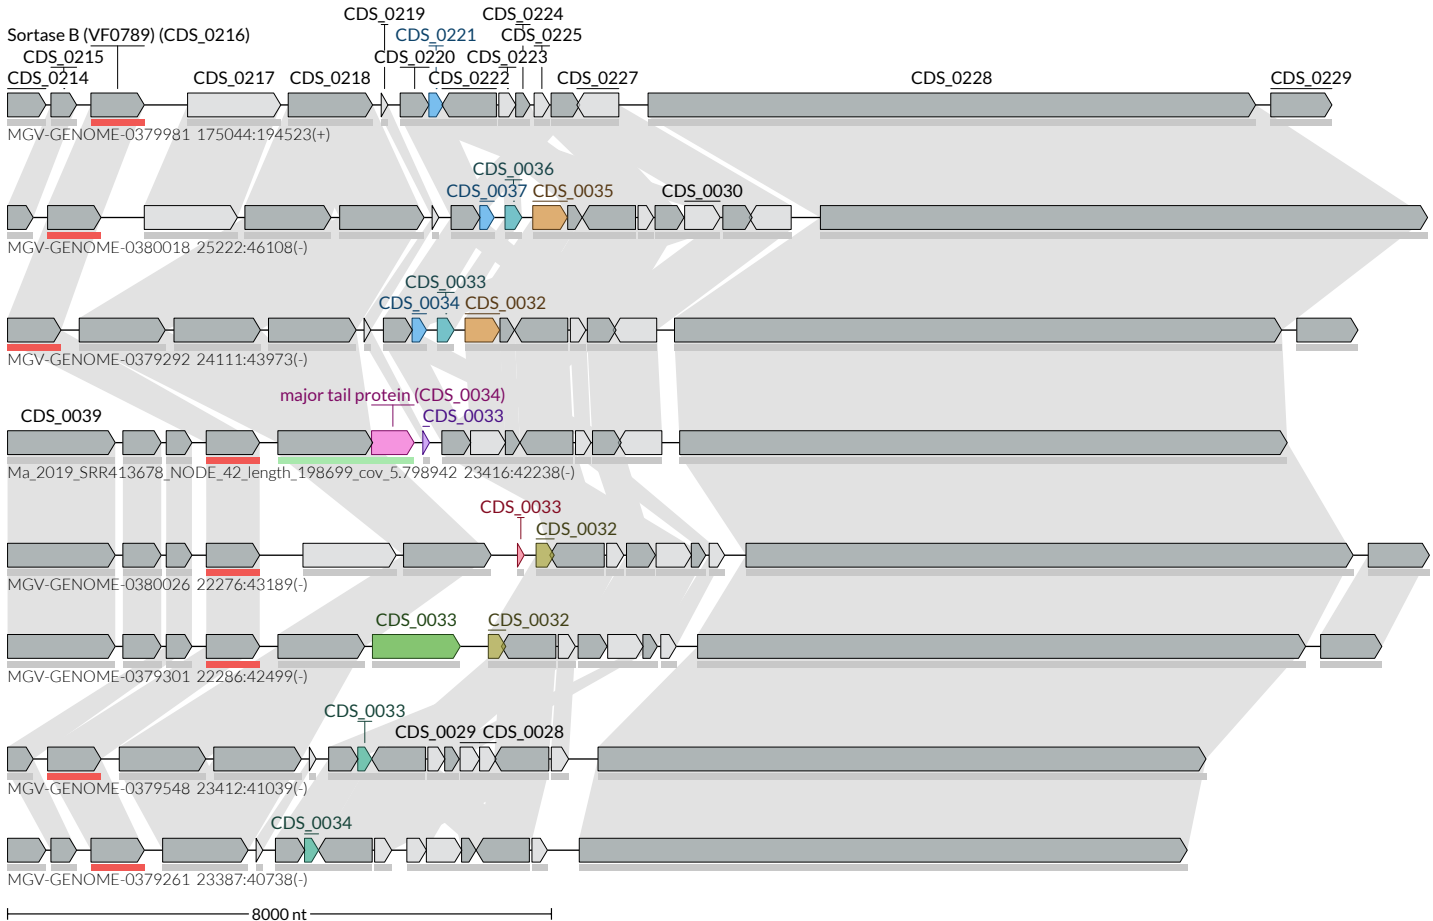 CDS_0219 CDS_0224
Sortase B (VF0789) (CDS_0216) CDS_0221 CDS_0225
CDS_0215 CDS_0220 CDS_0223
CDS_0214 CDS_0217 CDS_0218 CDS_0222 CDS_0227 CDS_0228 CDS_0229
MGV-GENOME-0379981 175044:194523(+)
CDS_0036
CDS_0037 CDS_0035 CDS_0030
MGV-GENOME-0380018 25222:46108(-)
CDS_0033
CDS_0034 CDS_0032
MGV-GENOME-0379292 24111:43973(-)
major tail protein (CDS_0034)
CDS_0039 CDS_0033
Ma_2019_SRR413678_NODE_42_length_198699_cov_5.798942 23416:42238(-)
CDS_0033
CDS_0032
MGV-GENOME-0380026 22276:43189(-)
CDS_0033 CDS_0032
MGV-GENOME-0379301 22286:42499(-)
CDS_0033
CDS_0029 CDS_0028
MGV-GENOME-0379548 23412:41039(-)
CDS_0034
MGV-GENOME-0379261 23387:40738(-)
8000 nt